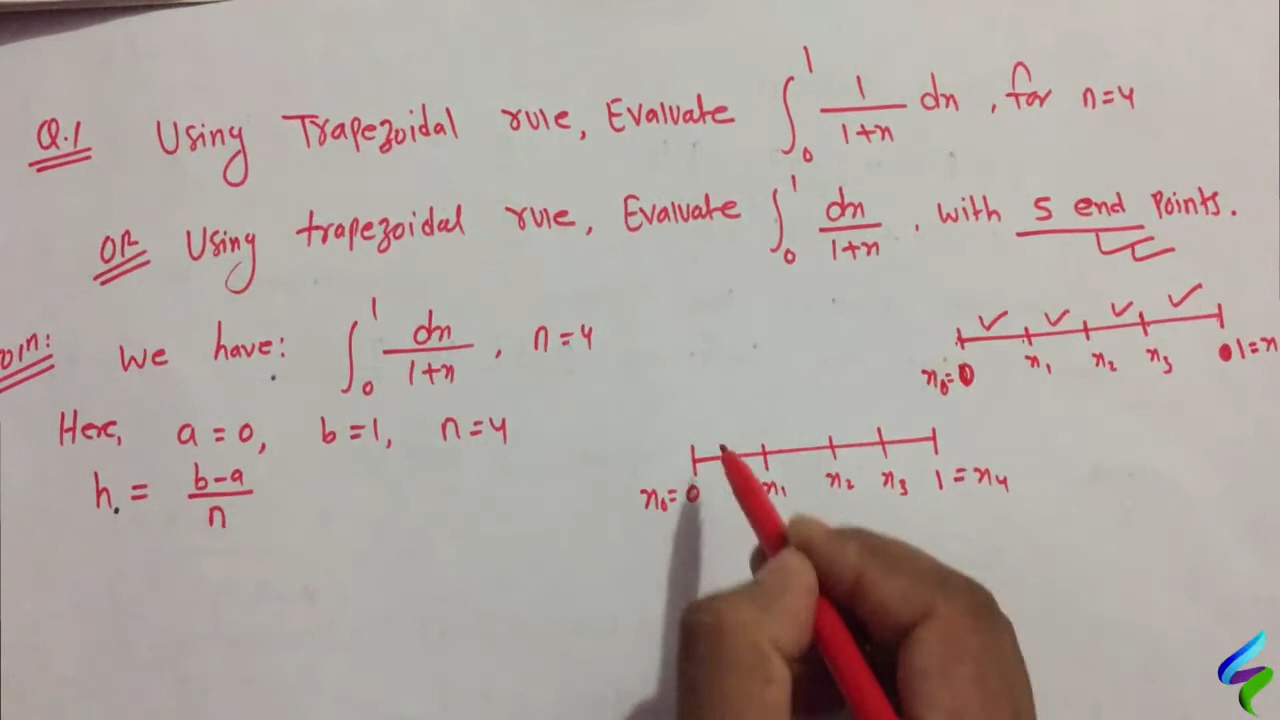 Q.1 Using Trapezoidal rule, Evaluate ∫₀¹ 1/(1+x) dx, for n=4
OR Using trapezoidal rule, Evaluate ∫₀¹ dx/(1+x), with 5 end points.
We have: ∫₀¹ dx/(1+x), n=4
x₀=0 x₁ x₂ x₃ 1=x
Here, a=0, b=1, n=4
h = (b-a)/n
x₀=0 x₁ x₂ x₃ 1=x₄